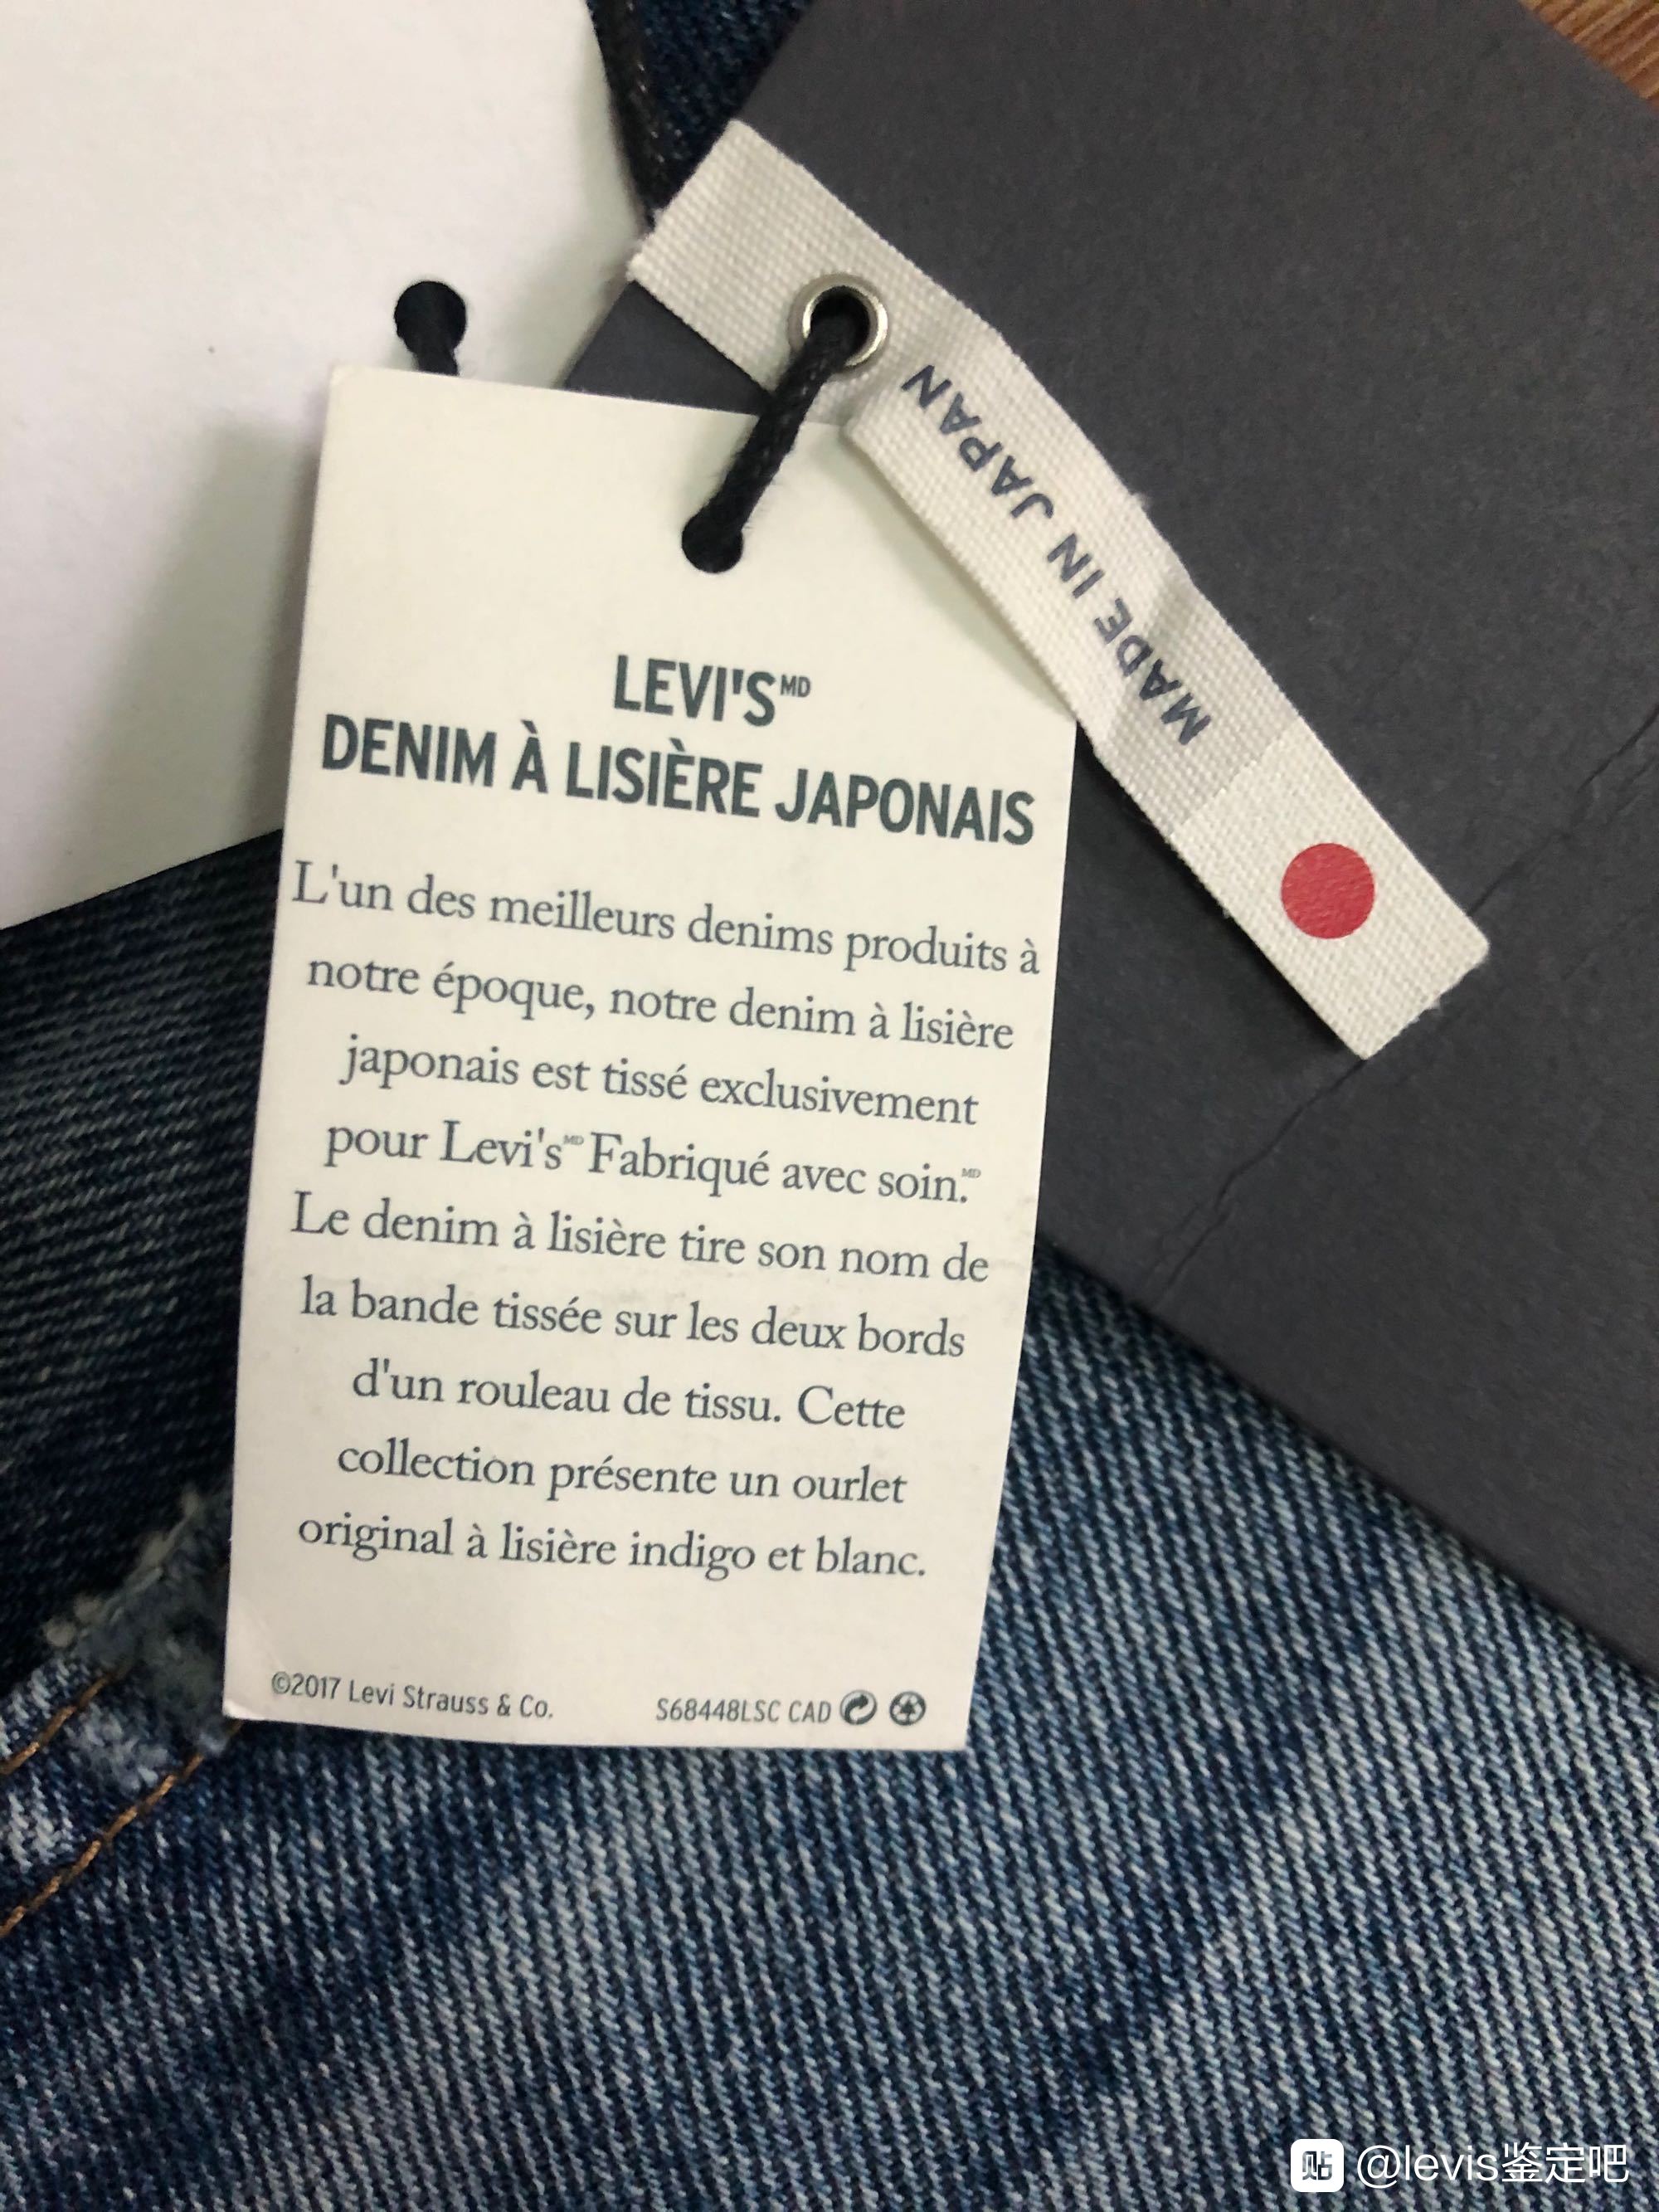 MADE IN JAPAN
LEVI'S MD
DENIM À LISIÈRE JAPONAIS
L'un des meilleurs denims produits à
notre époque, notre denim à lisière
japonais est tissé exclusivement
pour Levi's MD Fabriqué avec soin. MD
Le denim à lisière tire son nom de
la bande tissée sur les deux bords
d'un rouleau de tissu. Cette
collection présente un ourlet
original à lisière indigo et blanc.
©2017 Levi Strauss & Co. S68448LSC CAD
贴 @levis鉴定吧